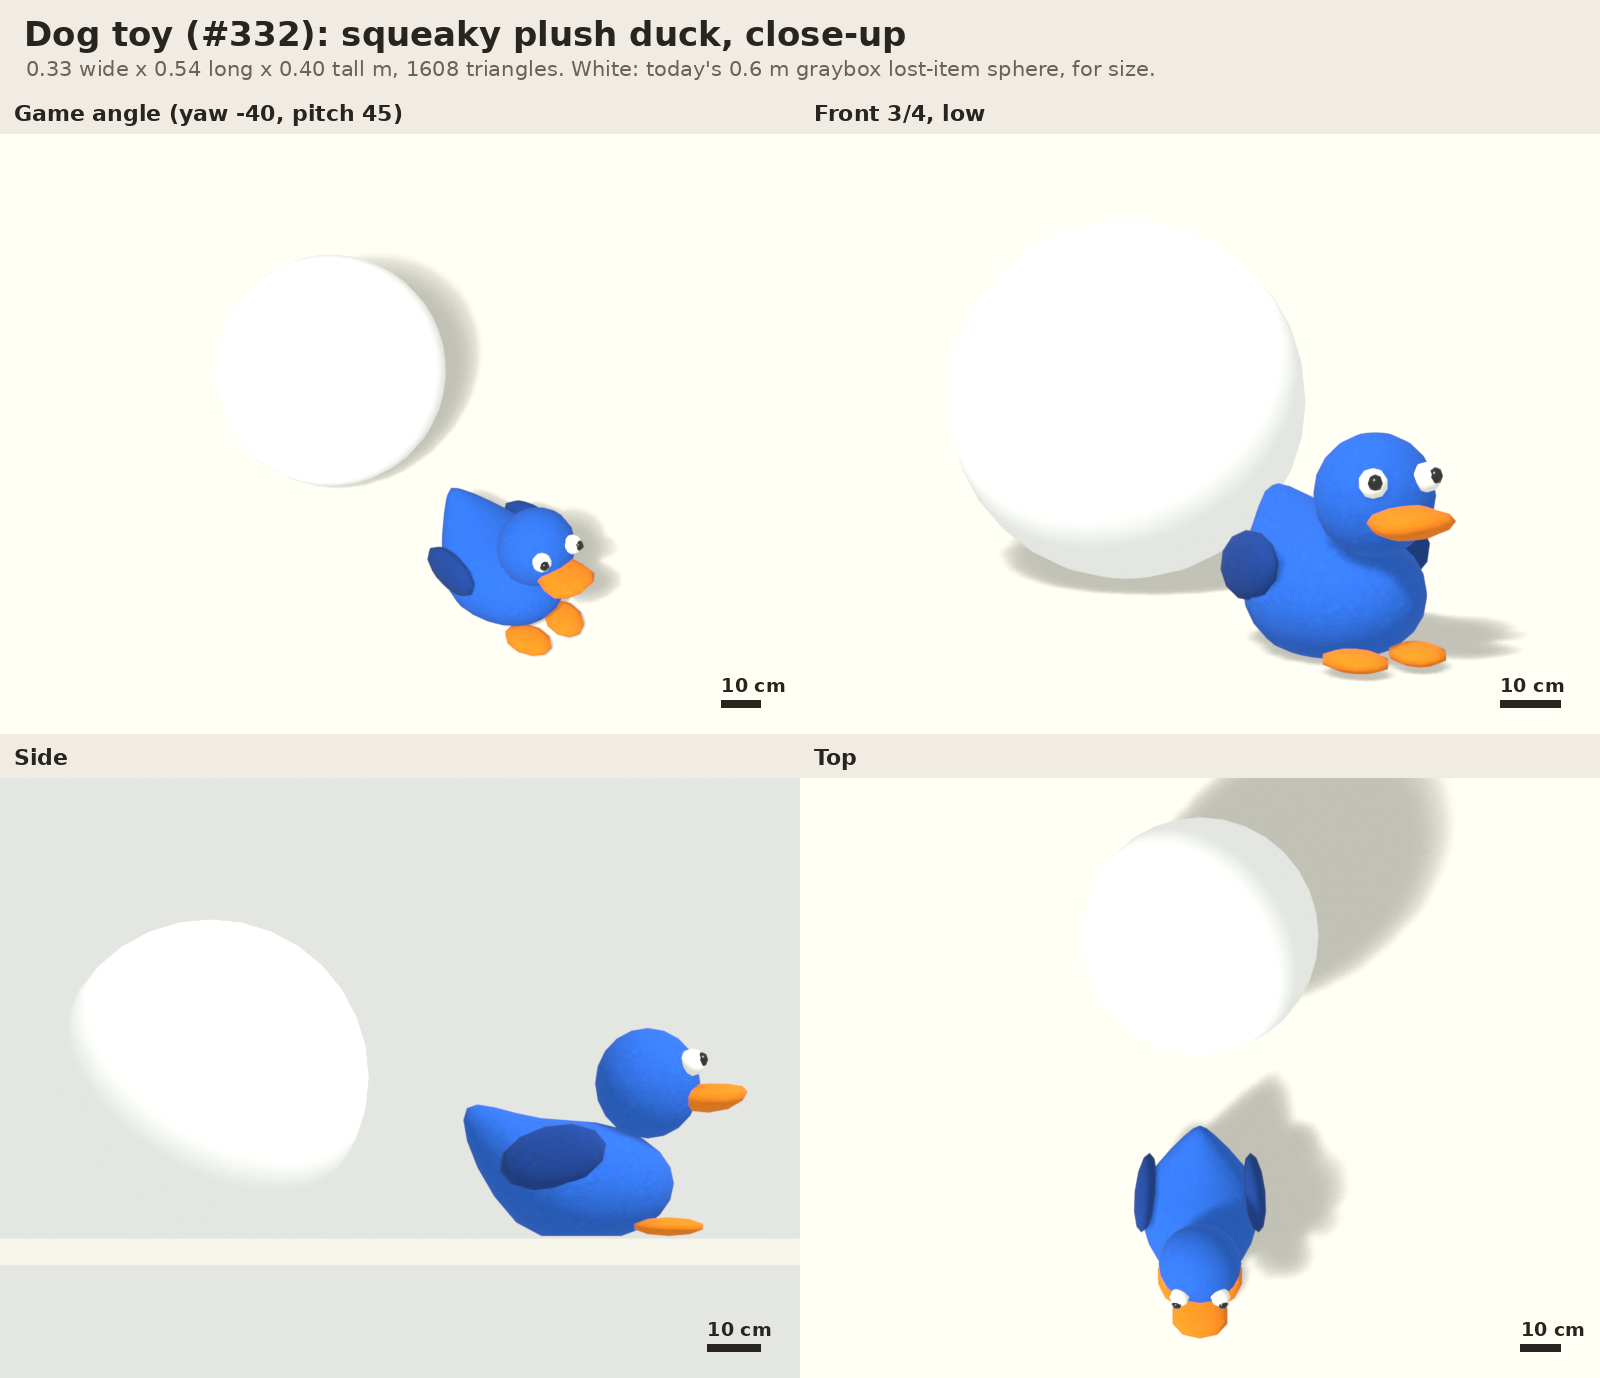 Dog toy (#332): squeaky plush duck, close-up
0.33 wide x 0.54 long x 0.40 tall m, 1608 triangles. White: today's 0.6 m graybox lost-item sphere, for size.
Game angle (yaw -40, pitch 45)
Front 3/4, low
10 cm
10 cm
Side
Top
10 cm
10 cm